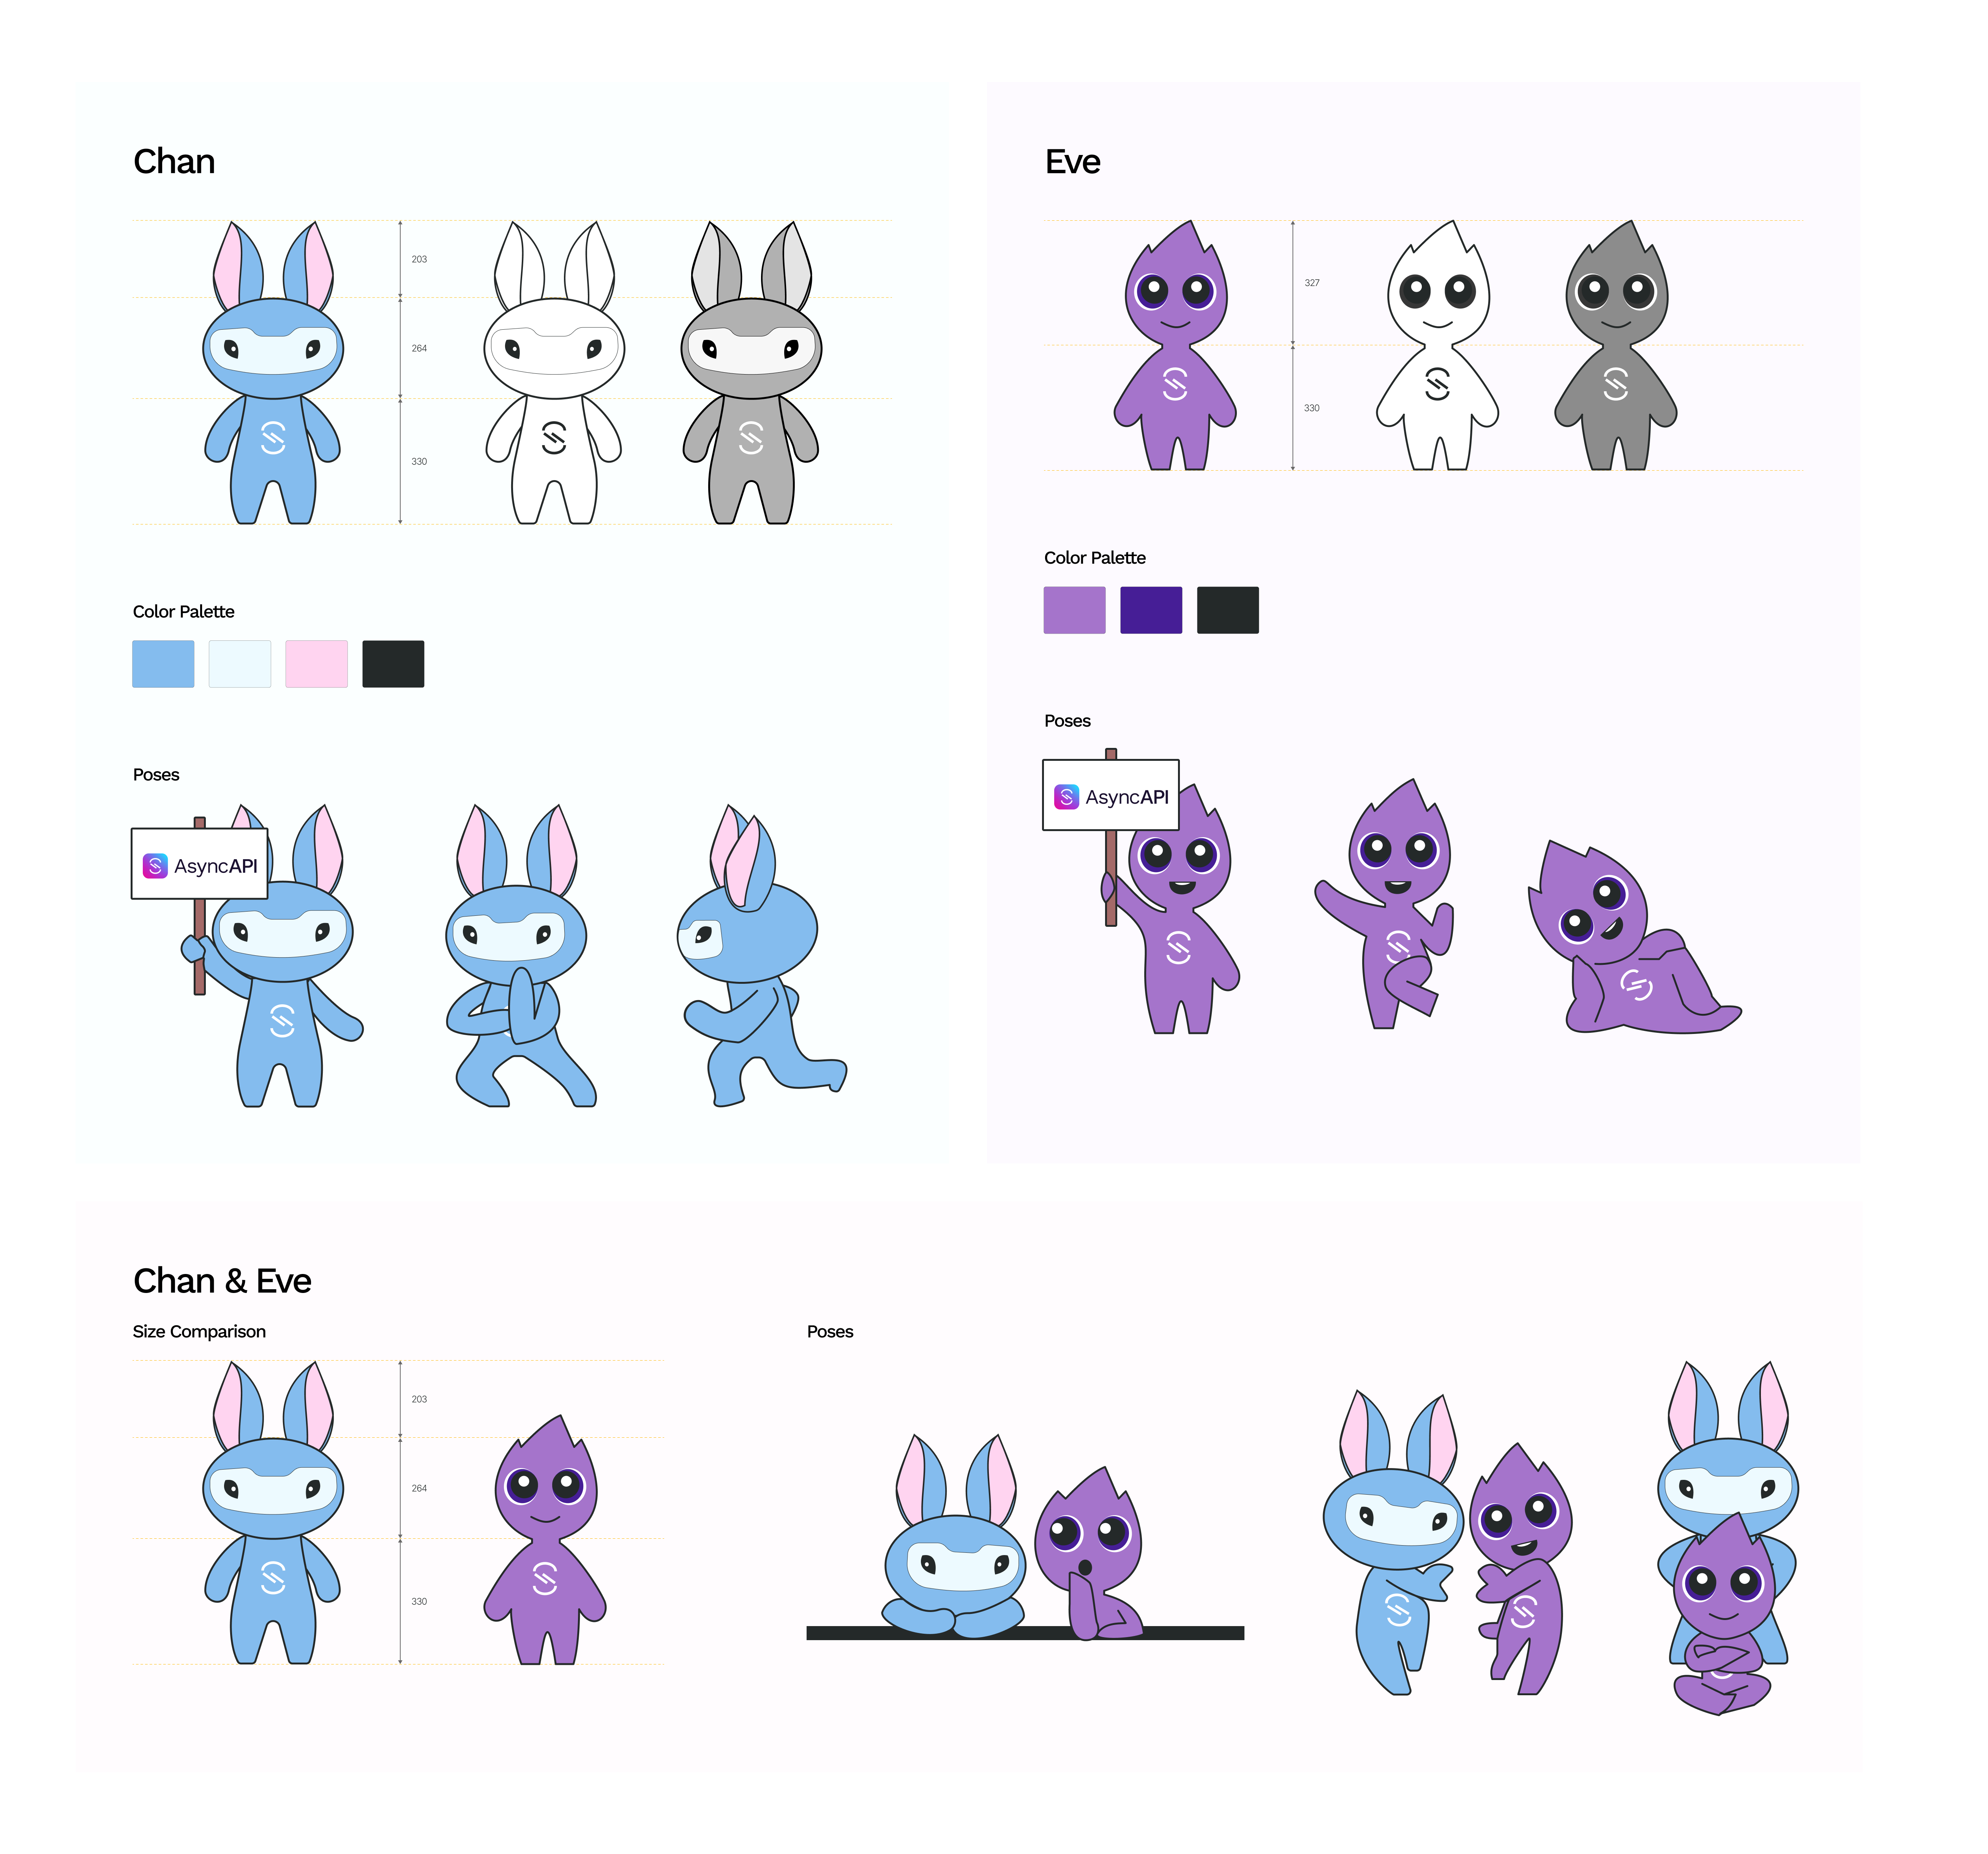 Chan
203
264
330
Color Palette
Poses
AsyncAPI
Eve
327
330
Color Palette
Poses
AsyncAPI
Chan & Eve
Size Comparison
203
264
330
Poses